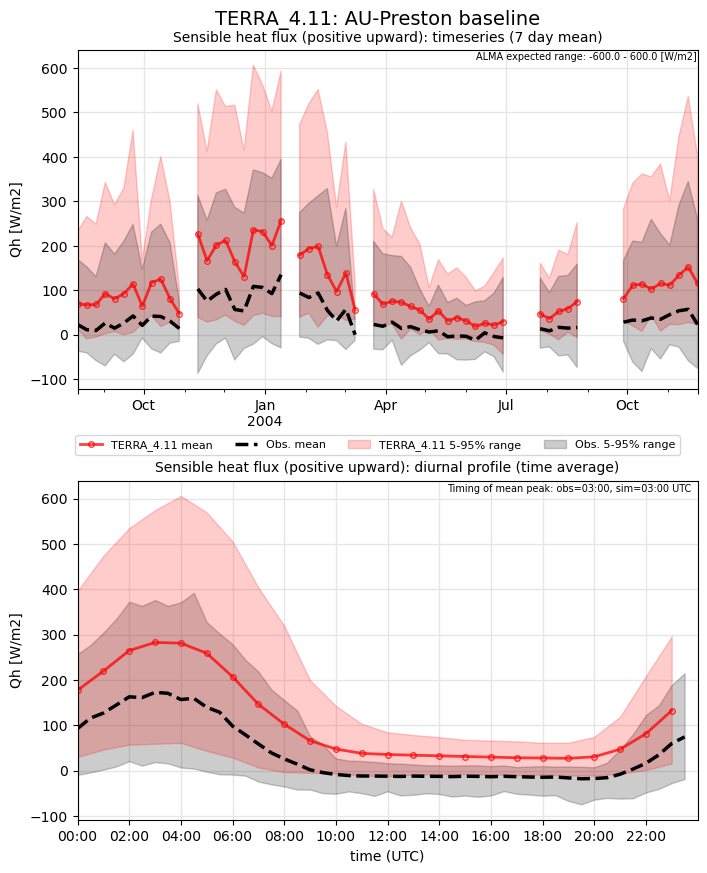 TERRA_4.11: AU-Preston baseline
Sensible heat flux (positive upward): timeseries (7 day mean)
ALMA expected range: -600.0 - 600.0 [W/m2]
600
500
400
300
200
100
0
−100
Qh [W/m2]
Oct
Jan
2004
Apr
Jul
Oct
TERRA_4.11 mean
Obs. mean
TERRA_4.11 5-95% range
Obs. 5-95% range
Sensible heat flux (positive upward): diurnal profile (time average)
Timing of mean peak: obs=03:00, sim=03:00 UTC
600
500
400
300
200
100
0
−100
Qh [W/m2]
00:00
02:00
04:00
06:00
08:00
10:00
12:00
14:00
16:00
18:00
20:00
22:00
time (UTC)